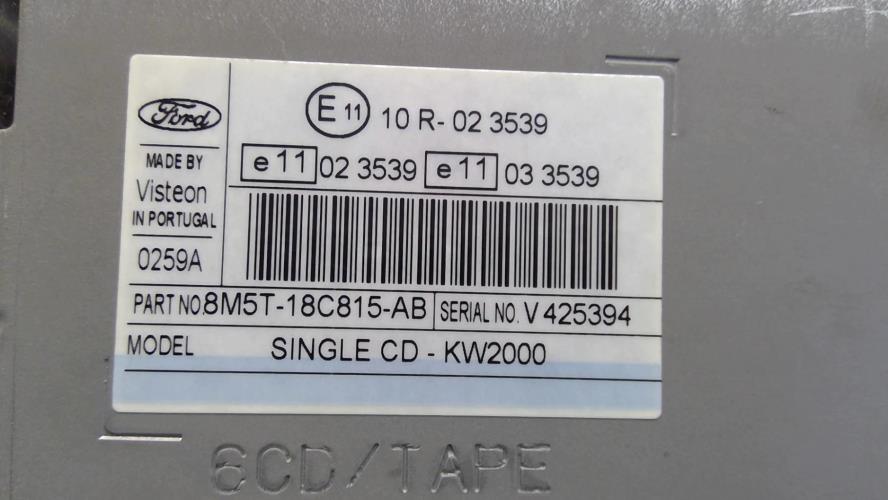 Ford
E 11 10 R- 02 3539
MADE BY
Visteon
IN PORTUGAL
e 11 02 3539 e 11 03 3539
0259A
PART NO. 8M5T-18C815-AB SERIAL NO. V 425394
MODEL SINGLE CD - KW2000
6CD/TAPE